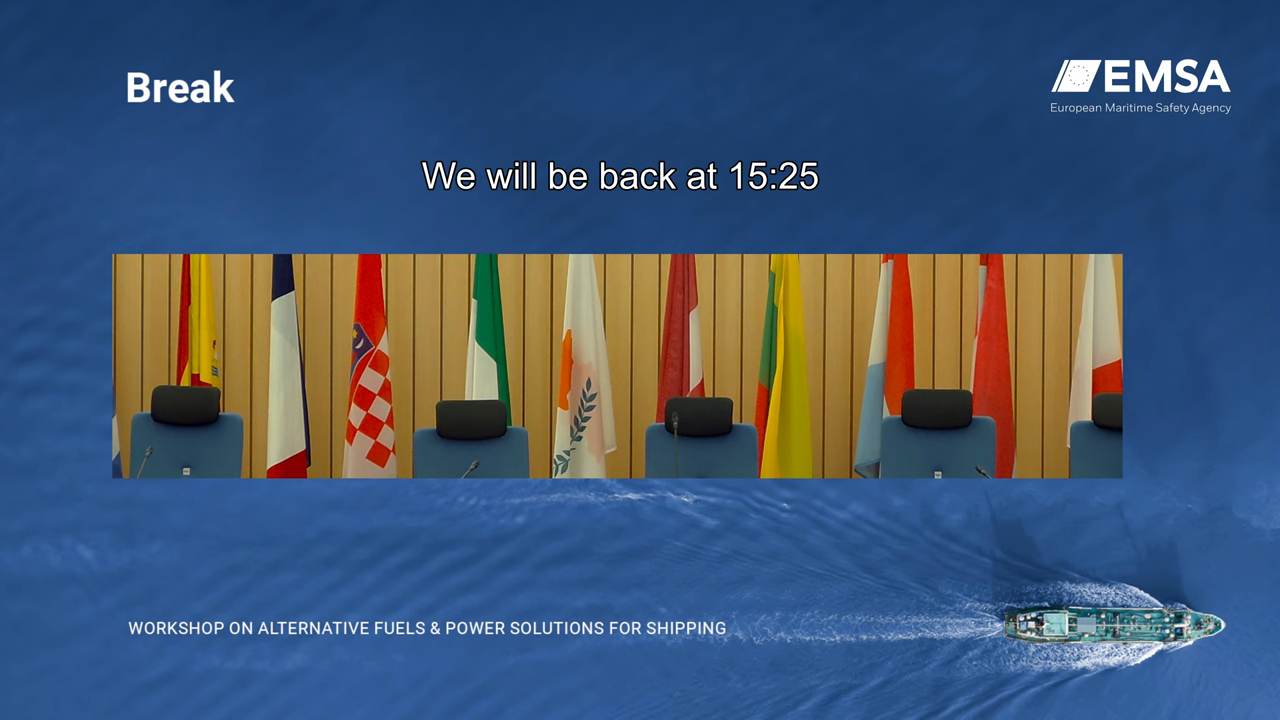 Break
EMSA
European Maritime Safety Agency
We will be back at 15:25
WORKSHOP ON ALTERNATIVE FUELS & POWER SOLUTIONS FOR SHIPPING